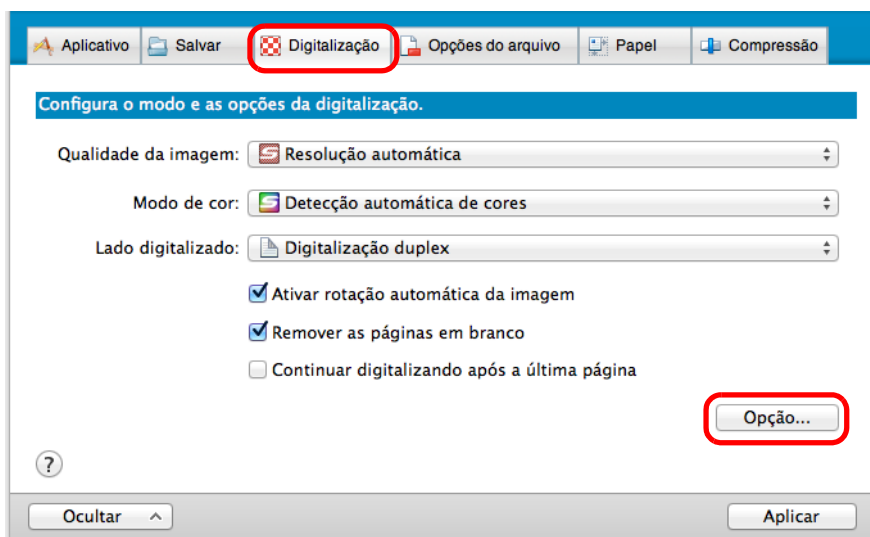 Aplicativo Salvar Digitalização Opções do arquivo Papel Compressão
Configura o modo e as opções da digitalização.
Qualidade da imagem: Resolução automática
Modo de cor: Detecção automática de cores
Lado digitalizado: Digitalização duplex
Ativar rotação automática da imagem
Remover as páginas em branco
Continuar digitalizando após a última página
Opção...
?
Ocultar Aplicar